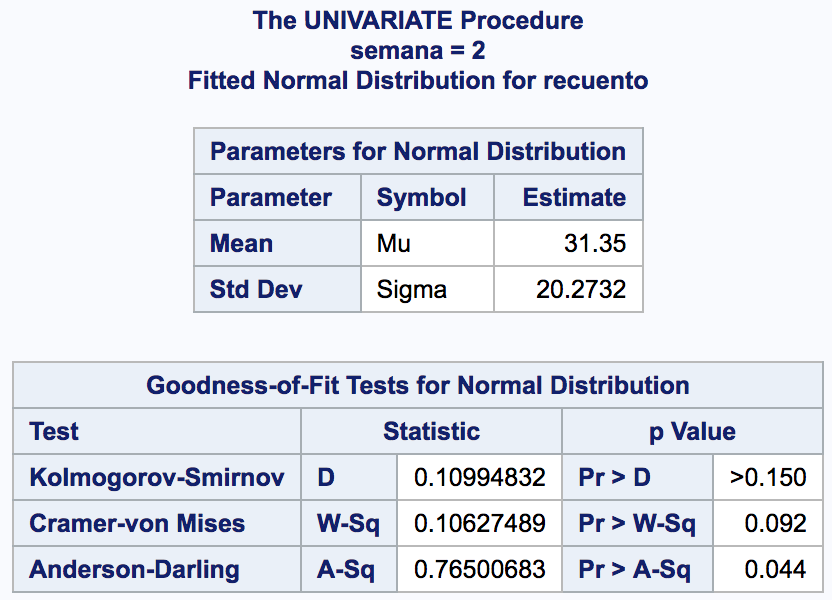 The UNIVARIATE Procedure
semana = 2
Fitted Normal Distribution for recuento
Parameters for Normal Distribution
Parameter Symbol Estimate
Mean Mu 31.35
Std Dev Sigma 20.2732
Goodness-of-Fit Tests for Normal Distribution
Test Statistic p Value
Kolmogorov-Smirnov D 0.10994832 Pr > D >0.150
Cramer-von Mises W-Sq 0.10627489 Pr > W-Sq 0.092
Anderson-Darling A-Sq 0.76500683 Pr > A-Sq 0.044